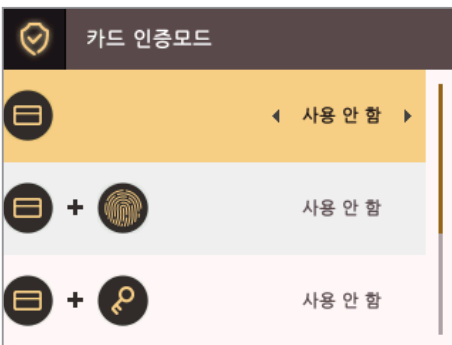 카드 인증모드
사용 안 함
+ 사용 안 함
+ 사용 안 함